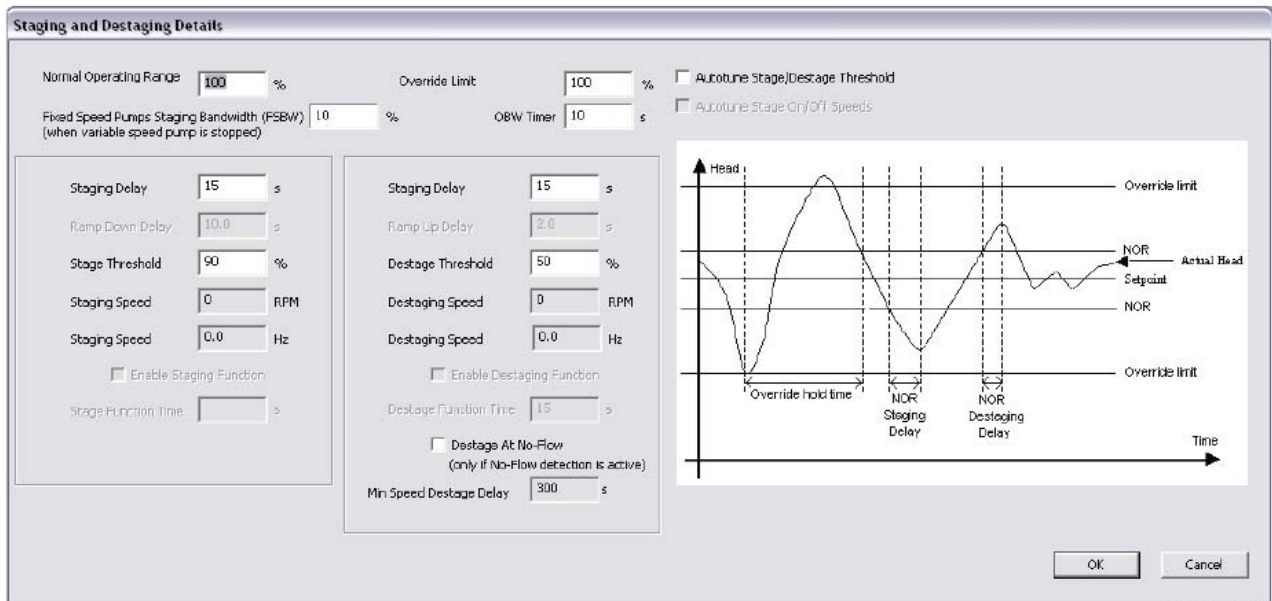 Staging and Destaging Details
Normal Operating Range 100 %
Override Limit 100 %
Autotune Stage/Destage Threshold
Fixed Speed Pumps Staging Bandwidth (FSBW) 10 %
(when variable speed pump is stopped)
OBW Timer 10 s
Autotune Stage On/Off Speeds
Staging Delay 15 s
Ramp Down Delay 10.0 s
Stage Threshold 90 %
Staging Speed 0 RPM
Staging Speed 0.0 Hz
Enable Staging Function
Stage Function Time s
Staging Delay 15 s
Ramp Up Delay 2.0 s
Destage Threshold 50 %
Destaging Speed 0 RPM
Destaging Speed 0.0 Hz
Enable Destaging Function
Destage Function Time 15 s
Destage At No-Flow
(only if No-Flow detection is active)
Min Speed Destage Delay 300 s
Head
Override limit
NOR
Actual Head
Setpoint
NOR
Override limit
Override hold time
NOR
Staging
Delay
NOR
Destaging
Delay
Time
OK
Cancel